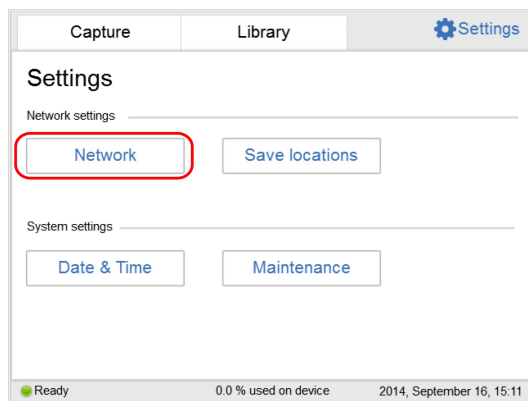 Capture Library Settings
Settings
Network settings
Network Save locations
System settings
Date & Time Maintenance
Ready 0.0 % used on device 2014, September 16, 15:11